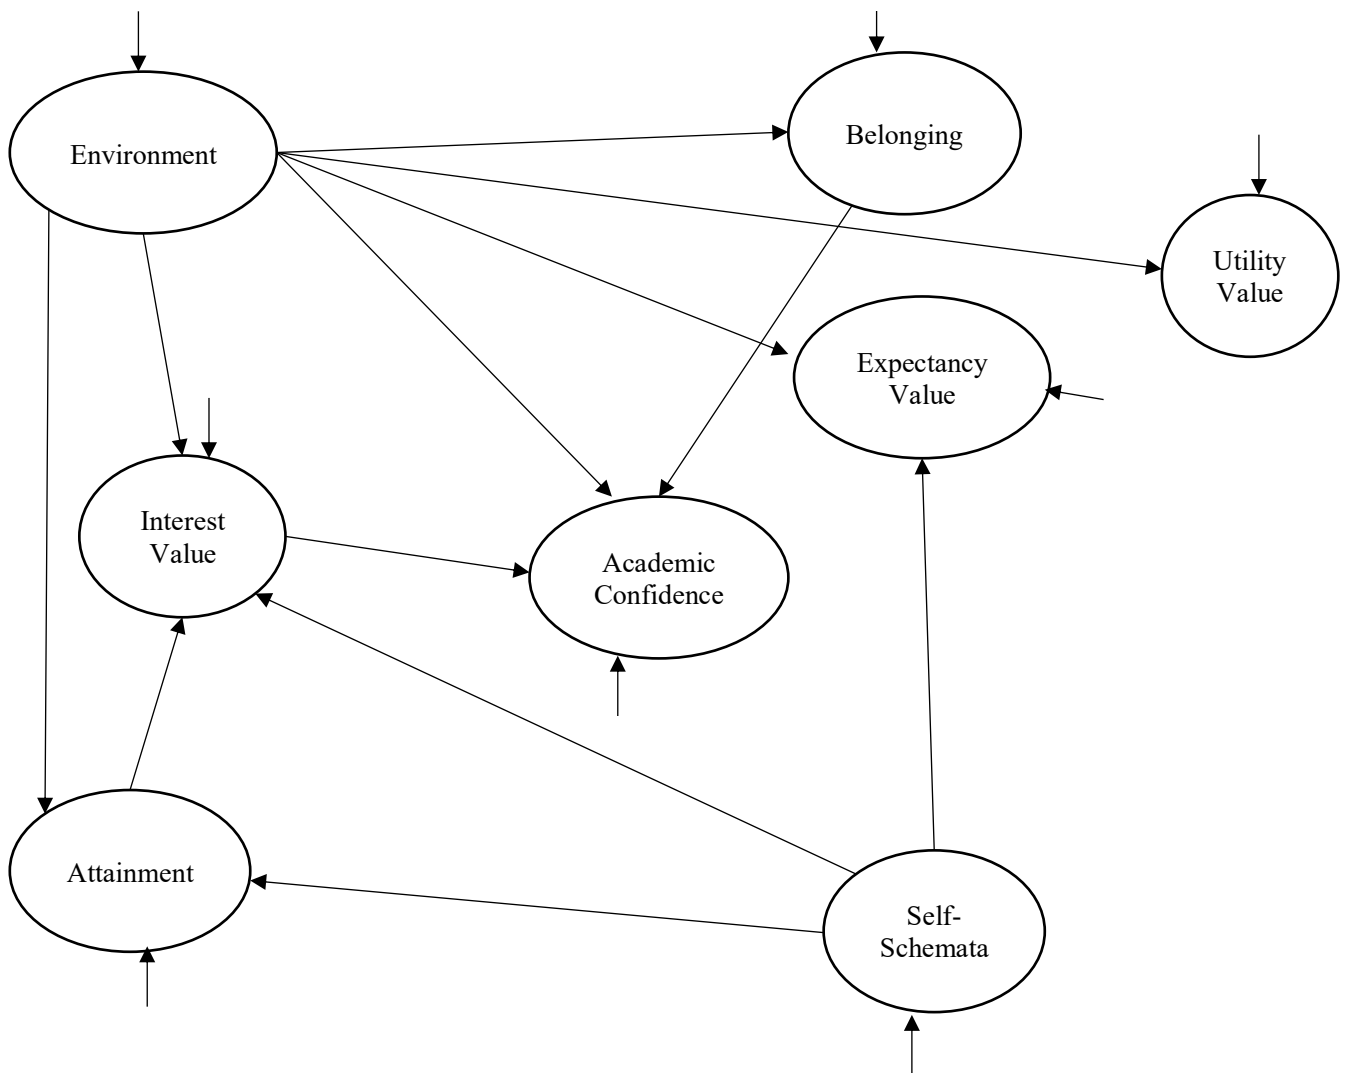 Environment
Belonging
Utility
Value
Expectancy
Value
Interest
Value
Academic
Confidence
Attainment
Self-
Schemata